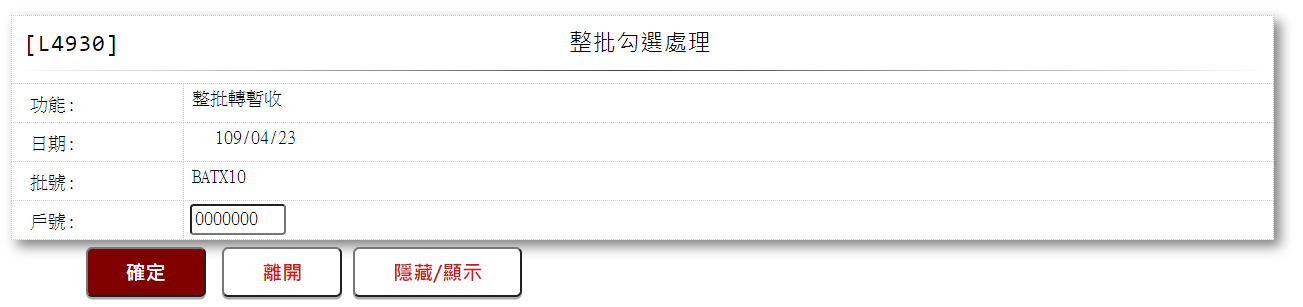 [L4930] 整批勾選處理
功能: 整批轉暫收
日期: 109/04/23
批號: BATX10
戶號: 0000000
確定 離開 隱藏/顯示